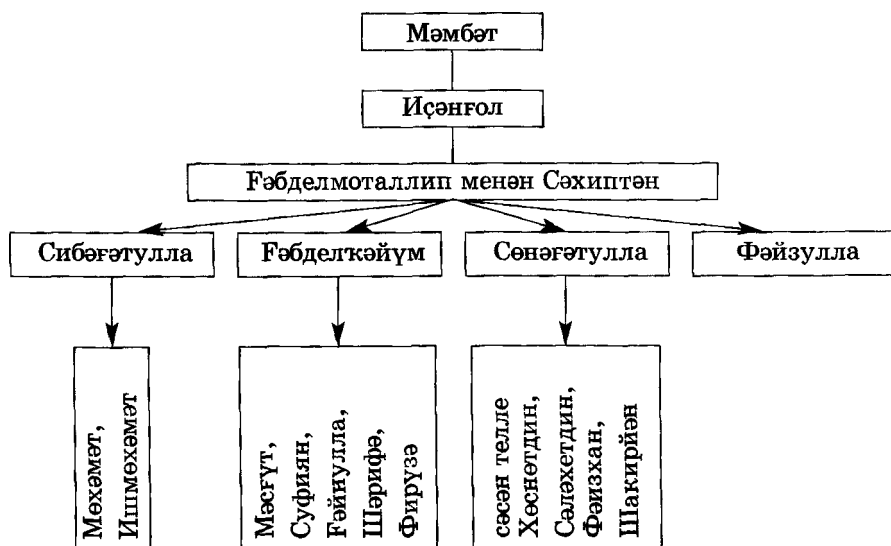 Мәмбәт
Иҫәнғол
Ғәбделмоталлип менән Сәхиптән
Сибәғәтулла
Ғәбделҡәйүм
Сөнәғәтулла
Фәйзулла
Мөхәмәт,
Ишмөхәмәт
Мәсғүт,
Суфиян,
Ғәйнулла,
Шәрифә,
Фирүзә
сәсән телле
Хөснөтдин,
Сәләхетдин,
Фәизхан,
Шакирйән